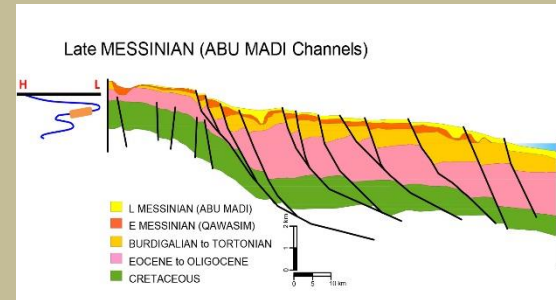 Late MESSINIAN (ABU MADI Channels)
H L
L MESSINIAN (ABU MADI)
E MESSINIAN (QAWASIM)
BURDIGALIAN to TORTONIAN
EOCENE to OLIGOCENE
CRETACEOUS
2 km
1
0
0 5 10 km